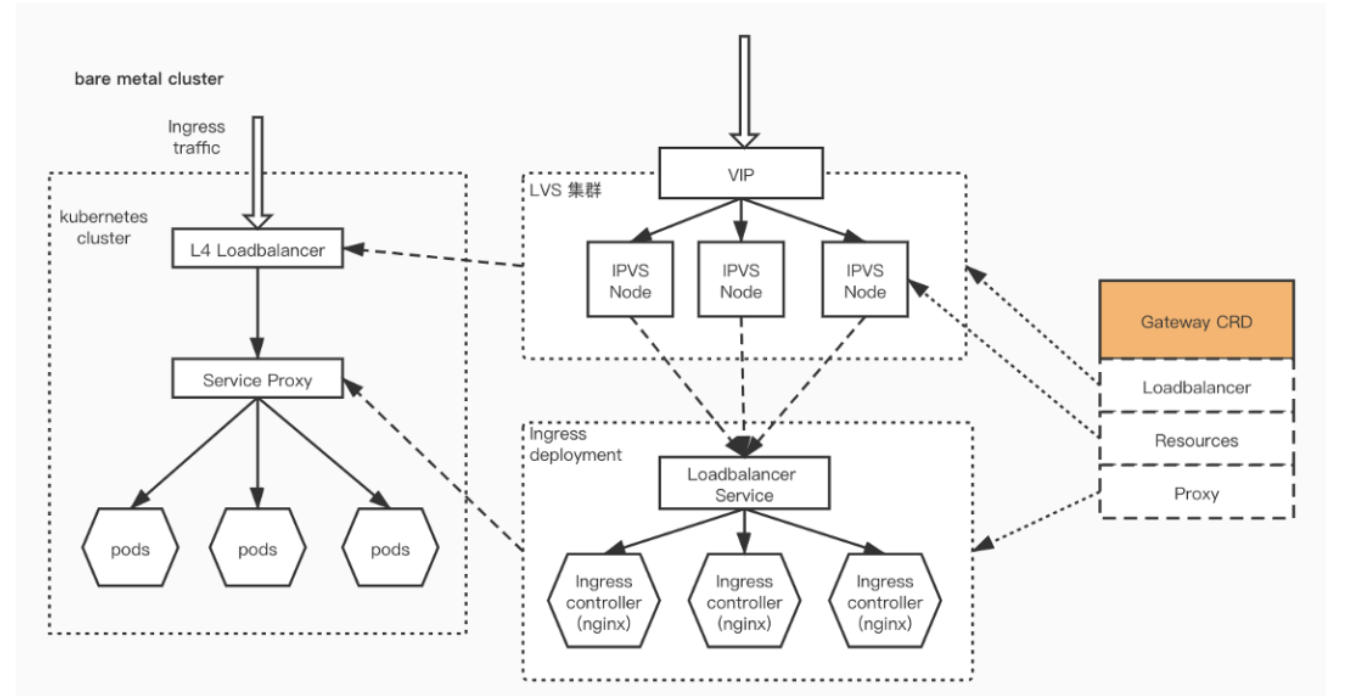 bare metal cluster
Ingress
traffic
kubernetes
cluster
L4 Loadbalancer
Service Proxy
pods
pods
pods
VIP
LVS 集群
IPVS
Node
IPVS
Node
IPVS
Node
Ingress
deployment
Loadbalancer
Service
Ingress
controller
(nginx)
Ingress
controller
(nginx)
Ingress
controller
(nginx)
Gateway CRD
Loadbalancer
Resources
Proxy